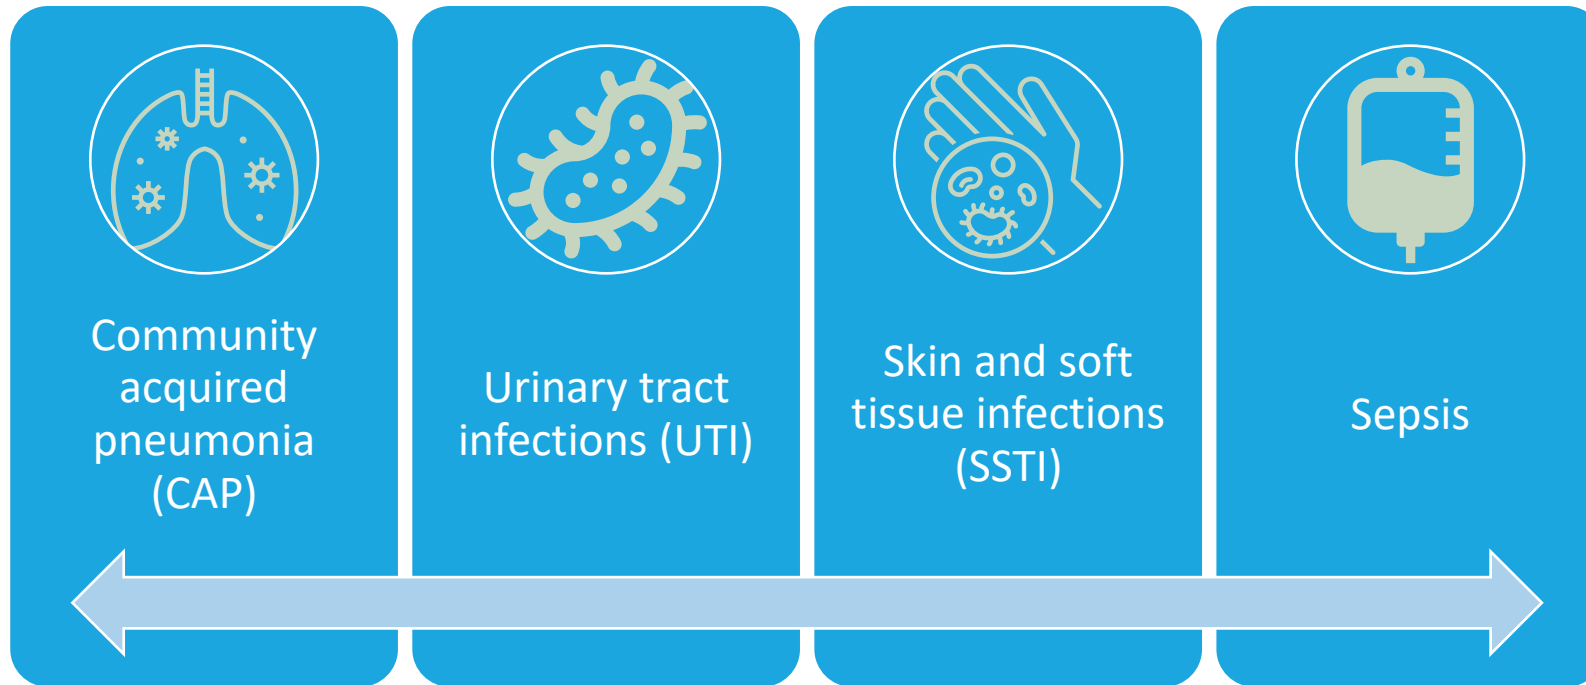 Community
acquired
pneumonia
(CAP)
Urinary tract
infections (UTI)
Skin and soft
tissue infections
(SSTI)
Sepsis